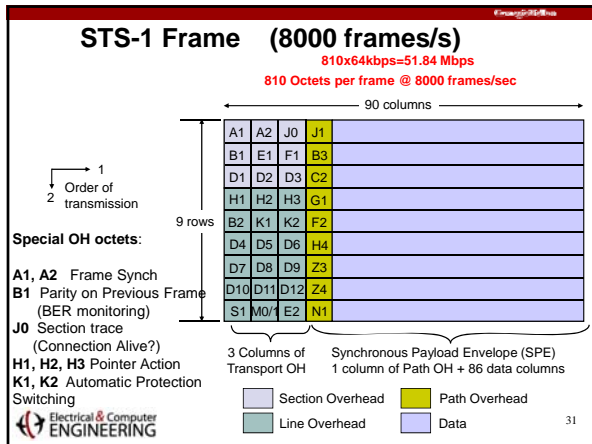 Carnegie Mellon
STS-1 Frame (8000 frames/s)
810x64kbps=51.84 Mbps
810 Octets per frame @ 8000 frames/sec
90 columns
A1 A2 J0 J1
B1 E1 F1 B3
D1 D2 D3 C2
H1 H2 H3 G1
B2 K1 K2 F2
D4 D5 D6 H4
D7 D8 D9 Z3
D10 D11 D12 Z4
S1 M0/1 E2 N1
1
2
Order of
transmission
9 rows
Special OH octets:
A1, A2 Frame Synch
B1 Parity on Previous Frame
(BER monitoring)
J0 Section trace
(Connection Alive?)
H1, H2, H3 Pointer Action
K1, K2 Automatic Protection
Switching
3 Columns of
Transport OH
Synchronous Payload Envelope (SPE)
1 column of Path OH + 86 data columns
Section Overhead
Path Overhead
Line Overhead
Data
Electrical & Computer
ENGINEERING
31